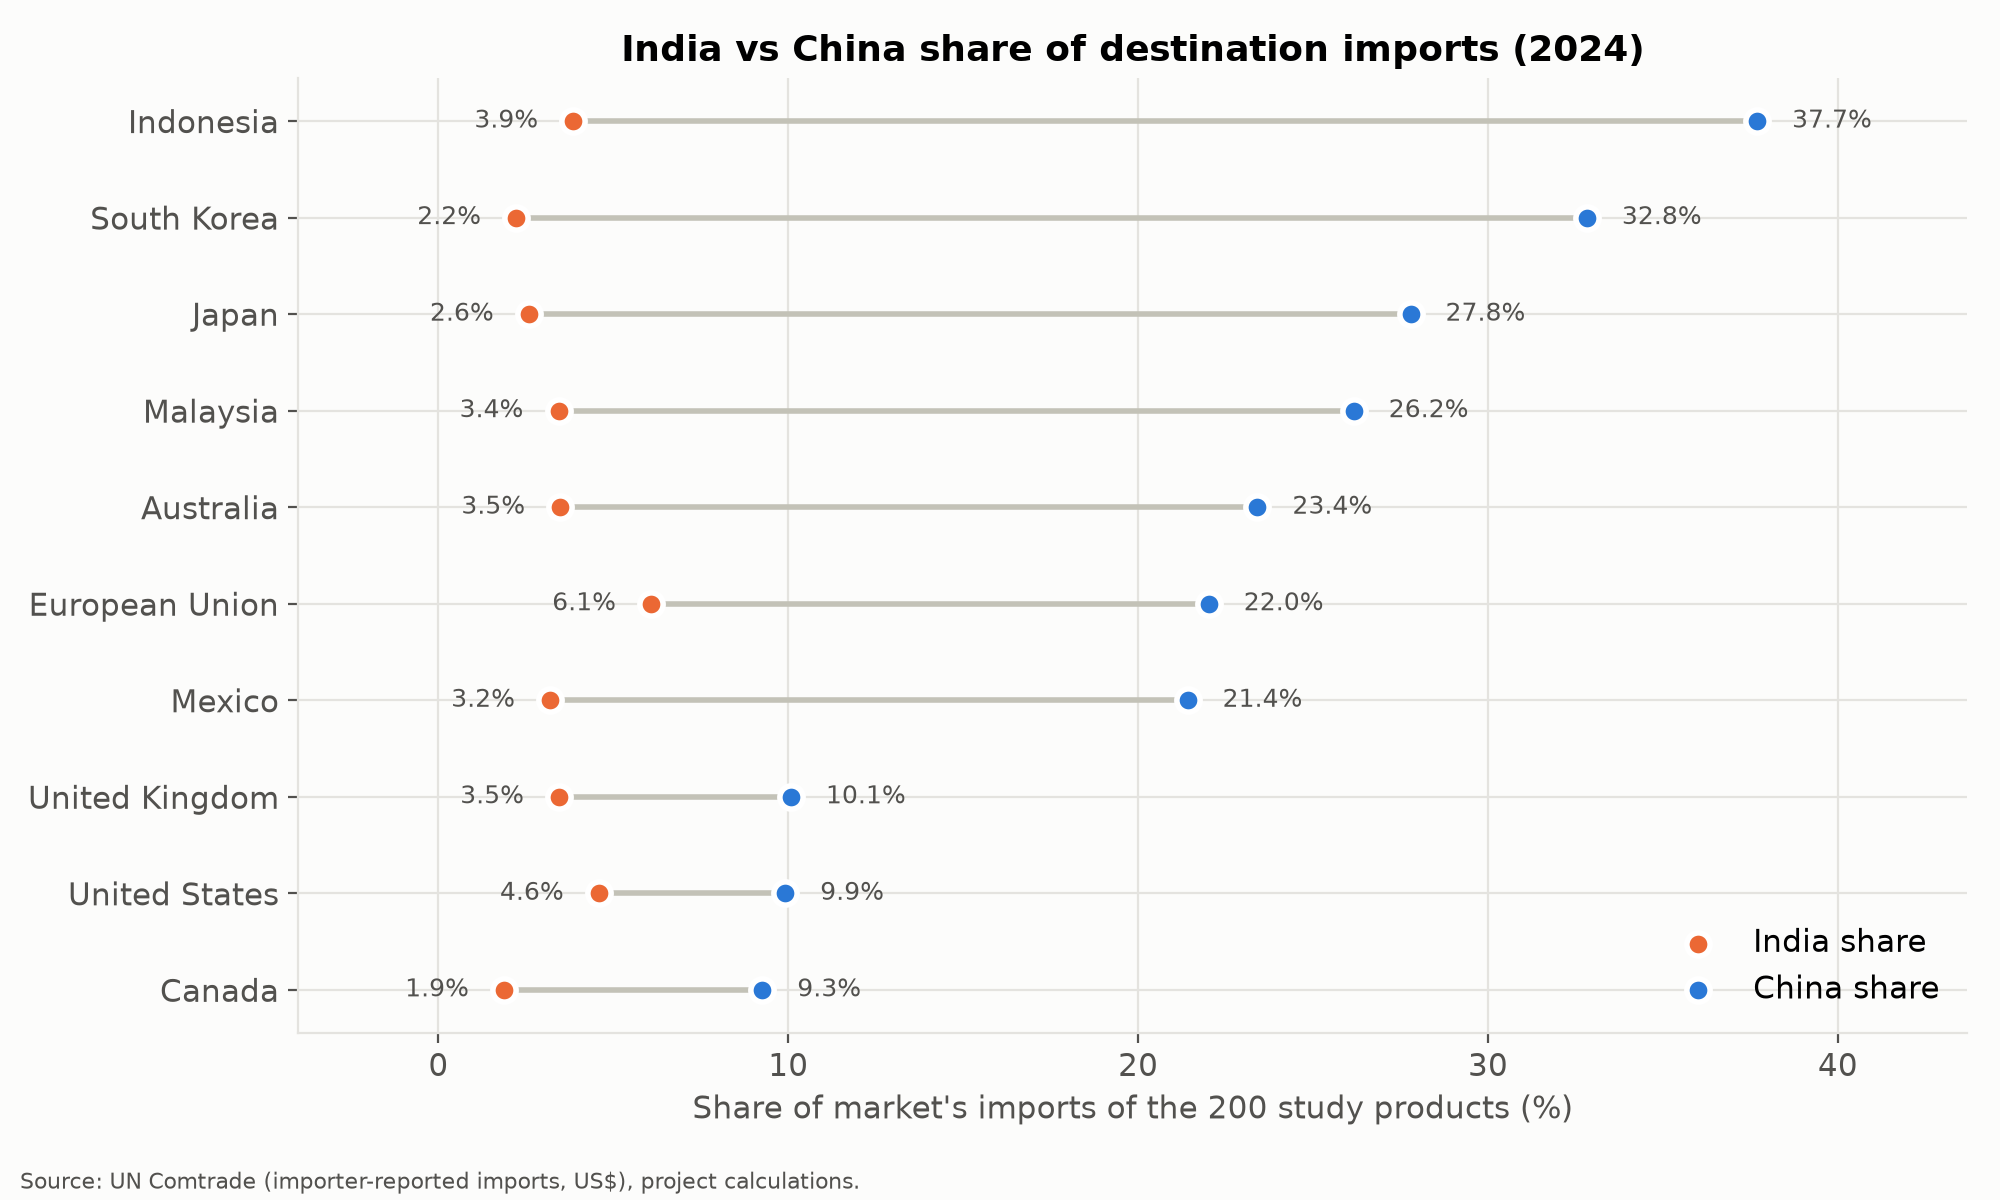 India vs China share of destination imports (2024)
Indonesia 3.9% 37.7%
South Korea 2.2% 32.8%
Japan 2.6% 27.8%
Malaysia 3.4% 26.2%
Australia 3.5% 23.4%
European Union 6.1% 22.0%
Mexico 3.2% 21.4%
United Kingdom 3.5% 10.1%
United States 4.6% 9.9%
Canada 1.9% 9.3%
India share
China share
0 10 20 30 40
Share of market's imports of the 200 study products (%)
Source: UN Comtrade (importer-reported imports, US$), project calculations.